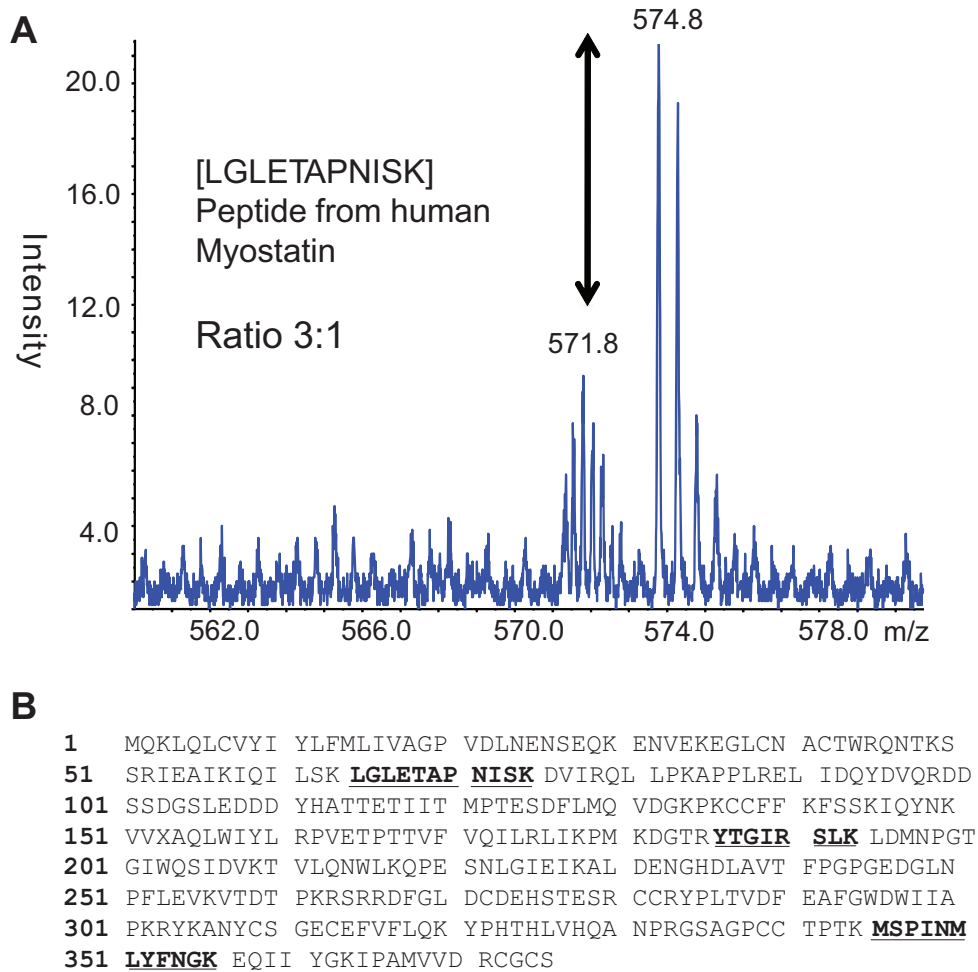 A
574.8
20.0
[LGLETAPNISK]
16.0
Peptide from human
Myostatin
Intensity
12.0
Ratio 3:1
571.8
8.0
4.0
562.0 566.0 570.0 574.0 578.0 m/z
B
1 MQKLQLCVYI YLFMLIVAGP VDLNENSEQK ENVEKEGLCN ACTWRQNTKS
51 SRIEAIKIQI LSK LGLETAP NISK DVIRQL LPKAPPLREL IDQYDVQRDD
101 SSDGSLEDDD YHATTETIIT MPTESDFLMQ VDGKPKCCFF KFSSKIQYNK
151 VVXAQLWIYL RPVETPTTVF VQILRLIKPM KDGTRYTGIR SLK LDMNPGT
201 GIWQSIDVKT VLQNWLKQPE SNLGIEIKAL DENGHDLAVT FPGPGEDGLN
251 PFLEVKVTDT PKRSRRDFGL DCDEHSTESR CCRYPLTVDF EAFGWDWIIA
301 PKRYKANYCS GECEFVFLQK YPHTHLVHQA NPRGSAGPCC TPTK MSPINM
351 LYFNGK EQII YGKIPAMVVD RCGCS